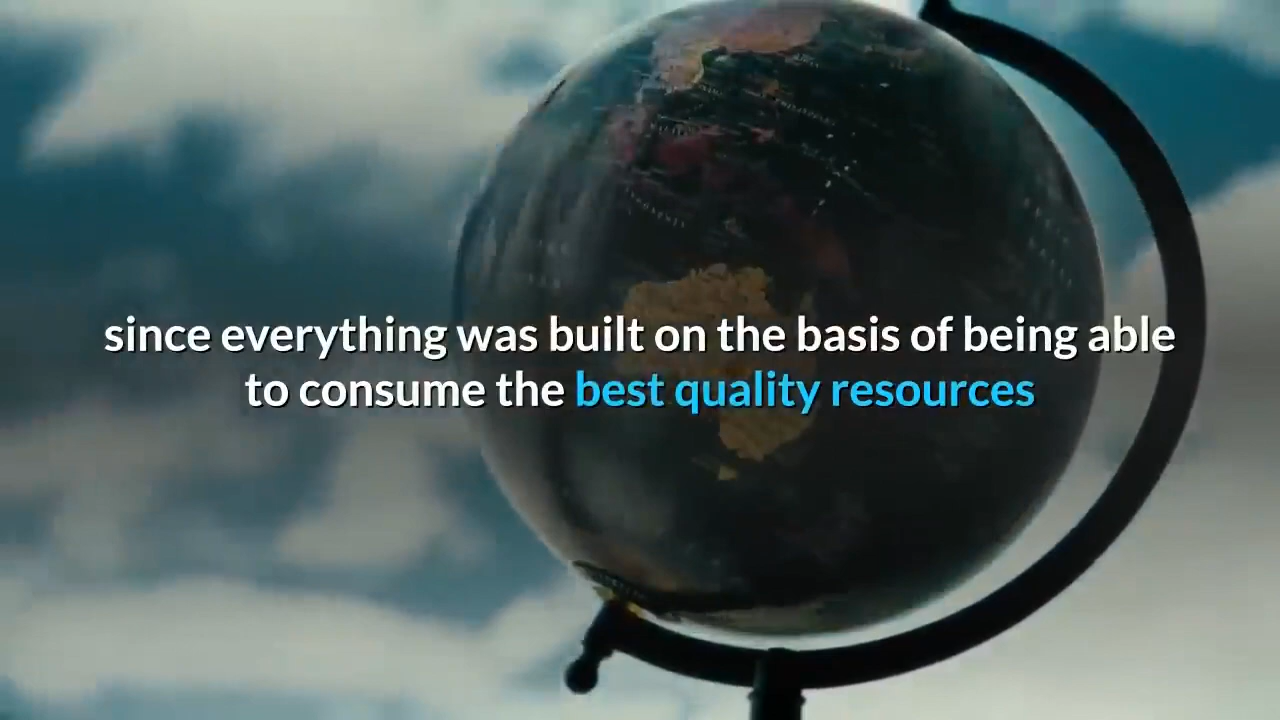 since everything was built on the basis of being able
to consume the best quality resources